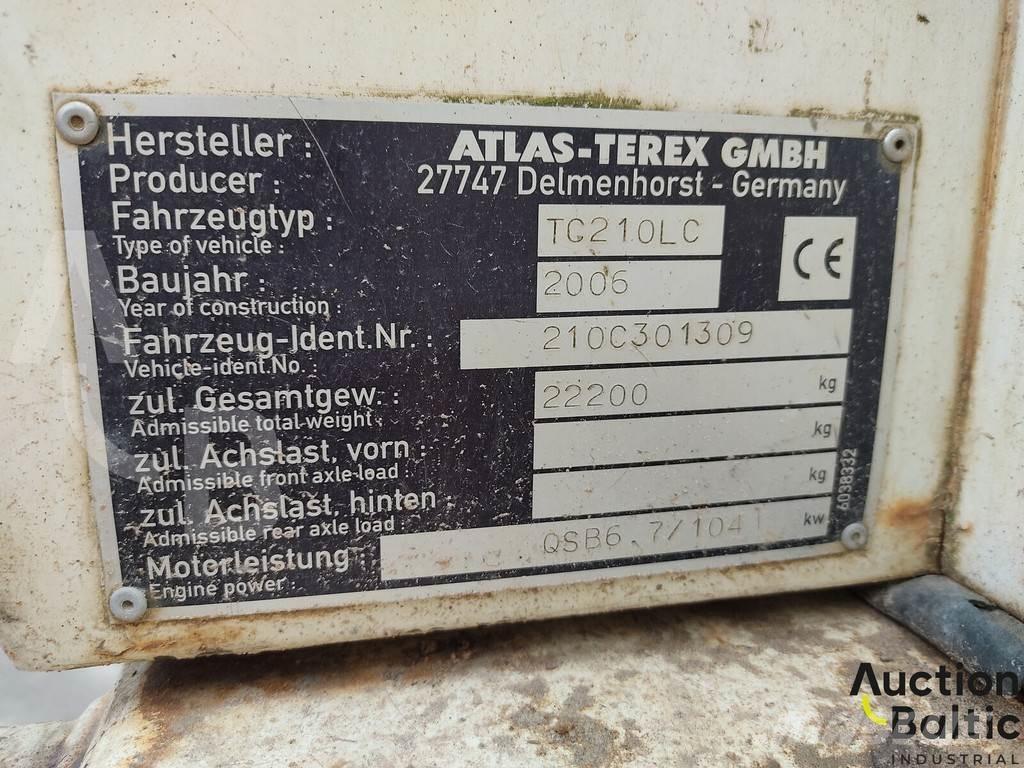 Hersteller : ATLAS-TEREX GMBH
Producer : 27747 Delmenhorst - Germany
Fahrzeugtyp : TC210LC
Type of vehicle :
CE
Baujahr : 2006
Year of construction :
Fahrzeug-Ident.Nr. : 210C301309
Vehicle-ident.No. :
zul. Gesamtgew. : 22200 kg
Admissible total weight :
zul. Achslast, vorn : kg
Admissible front axle load
zul. Achslast, hinten : kg
Admissible rear axle load
Motorleistung : QSB6.7/104 kw
Engine power :
6038332
Auction
Baltic
INDUSTRIAL